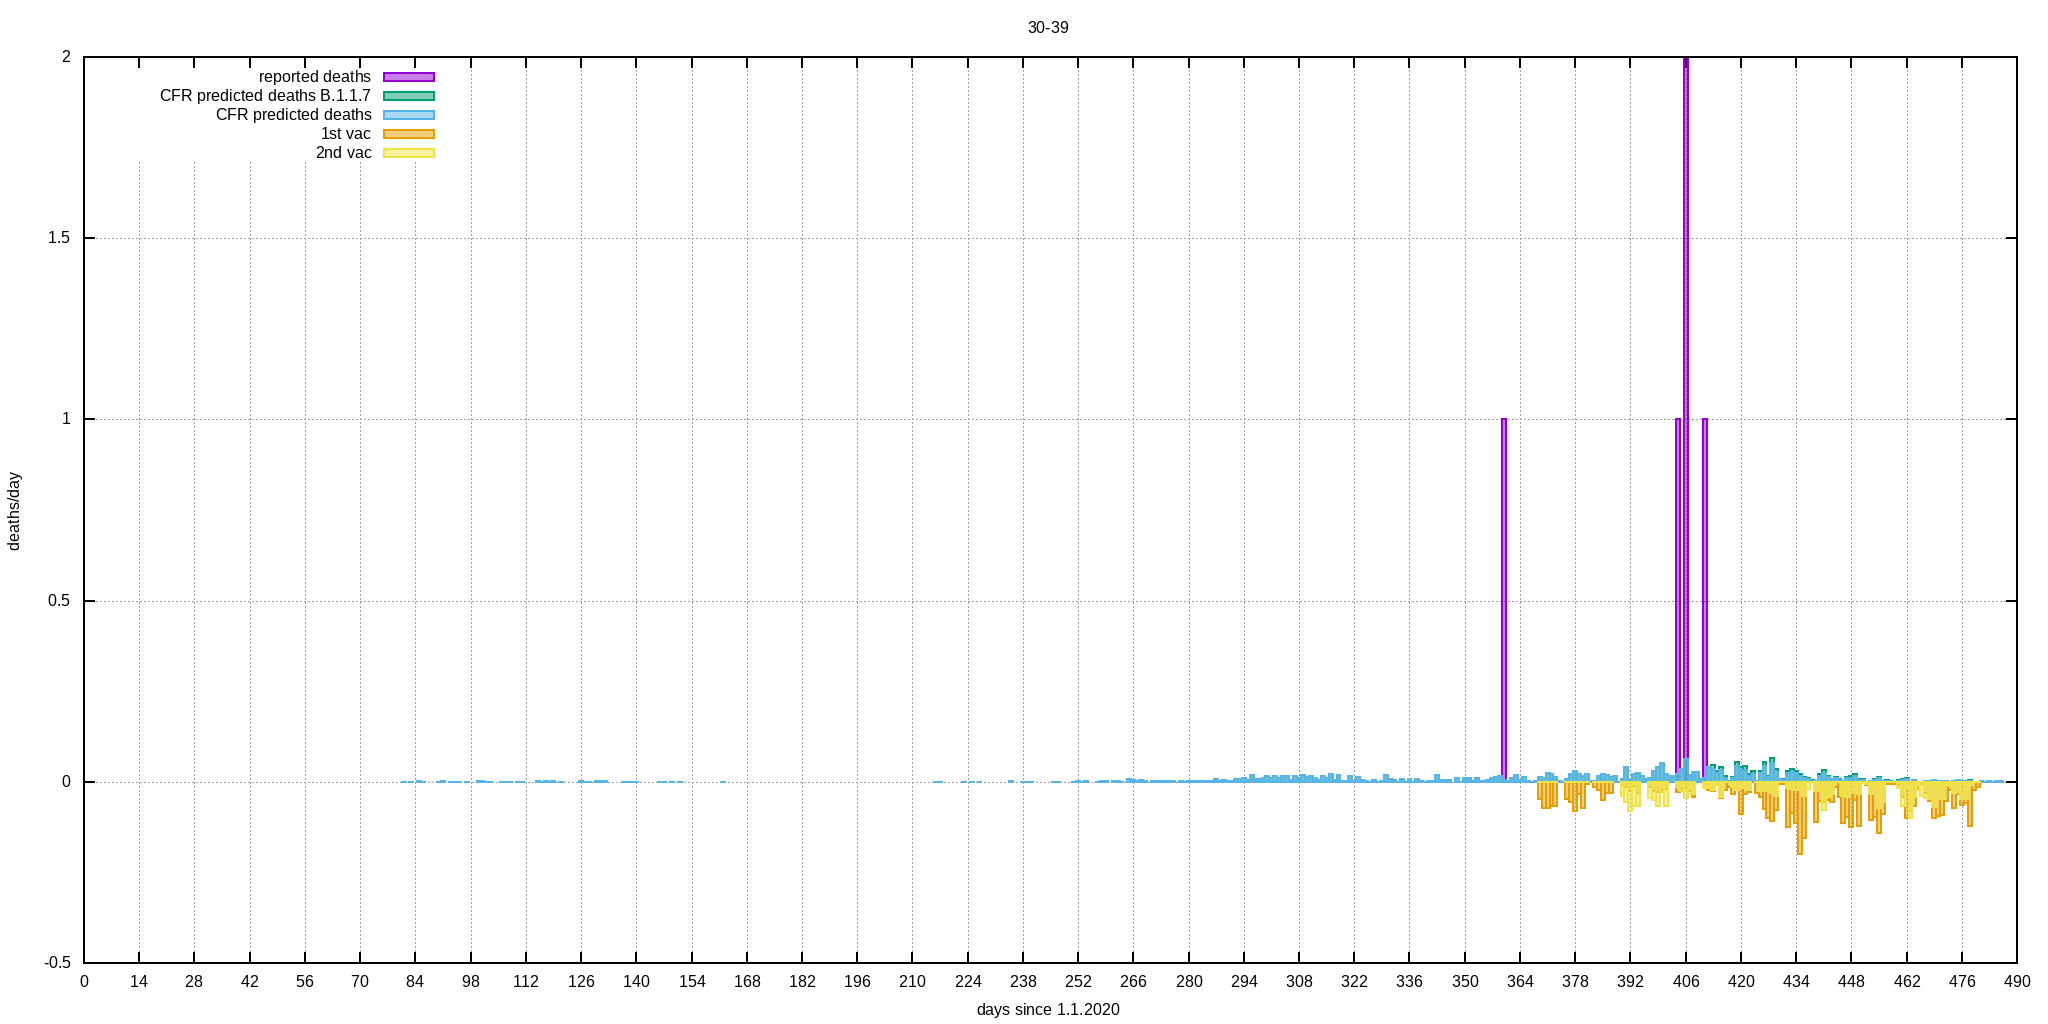 30-39
reported deaths
CFR predicted deaths B.1.1.7
CFR predicted deaths
1st vac
2nd vac
2
1.5
1
0.5
0
-0.5
deaths/day
0 14 28 42 56 70 84 98 112 126 140 154 168 182 196 210 224 238 252 266 280 294 308 322 336 350 364 378 392 406 420 434 448 462 476 490
days since 1.1.2020